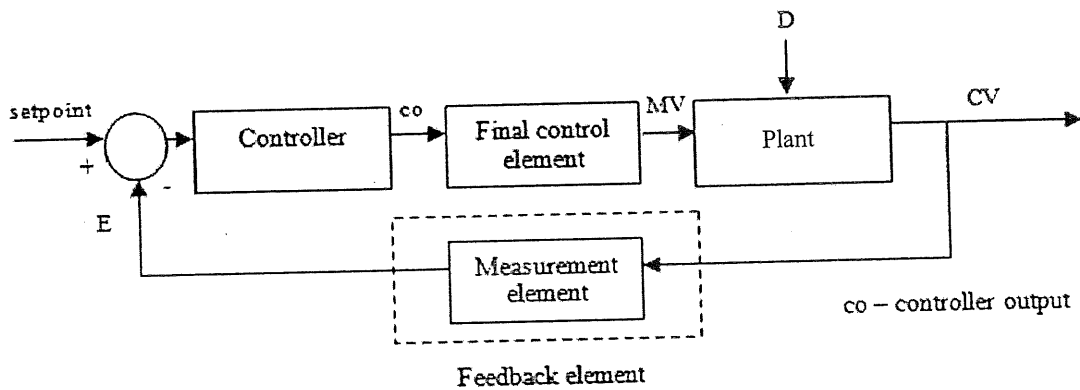 D
setpoint
+
-
E
Controller
co
Final control
element
MV
Plant
CV
Measurement
element
co – controller output
Feedback element